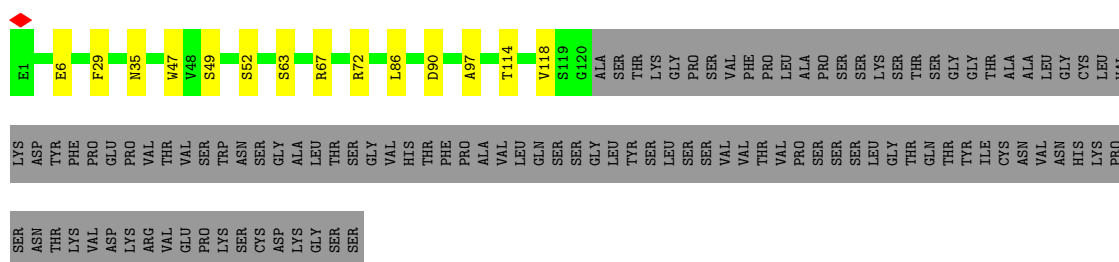 E1 E6 F29 N35 W47 V48 S49 S52 S63 R67 R72 L86 D90 A97 T114 V118 S119 G120 ALA SER THR LYS GLY PRO SER VAL PHE PRO LEU ALA PRO SER SER LYS SER THR SER GLY GLY THR ALA ALA LEU GLY CYS LEU VAL
LYS ASP TYR PHE PRO GLU PRO VAL THR VAL SER TRP ASN SER GLY ALA LEU THR SER GLY VAL HIS THR PHE PRO ALA VAL LEU GLN SER SER GLY LEU TYR SER LEU SER SER VAL VAL THR VAL PRO SER SER SER LEU GLY THR GLN THR TYR ILE CYS ASN VAL ASN HIS LYS PRO
SER ASN THR LYS VAL ASP LYS ARG VAL GLU PRO LYS SER CYS ASP LYS GLY SER SER